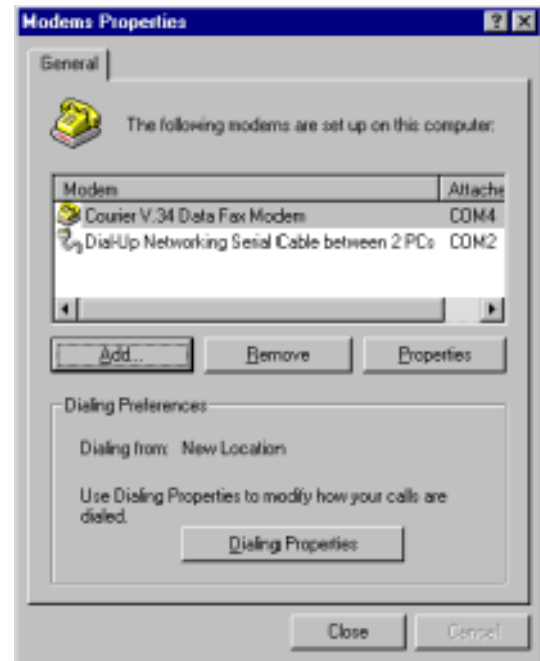 Modems Properties
General
The following modems are set up on this computer:
Modem Attache
Courier V.34 Data Fax Modem COM4
Dial-Up Networking Serial Cable between 2 PCs COM2
Add... Remove Properties
Dialing Preferences
Dialing from: New Location
Use Dialing Properties to modify how your calls are
dialed.
Dialing Properties
Close Cancel